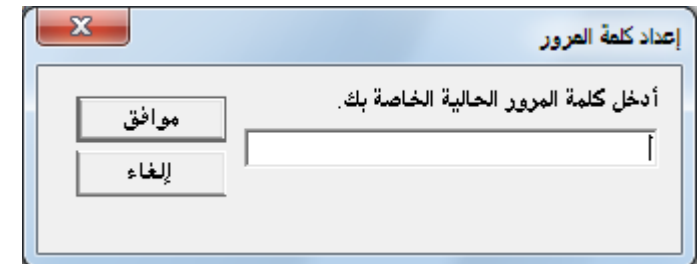 إعداد كلمة المرور
أدخل كلمة المرور الحالية الخاصة بك.
موافق
إلغاء